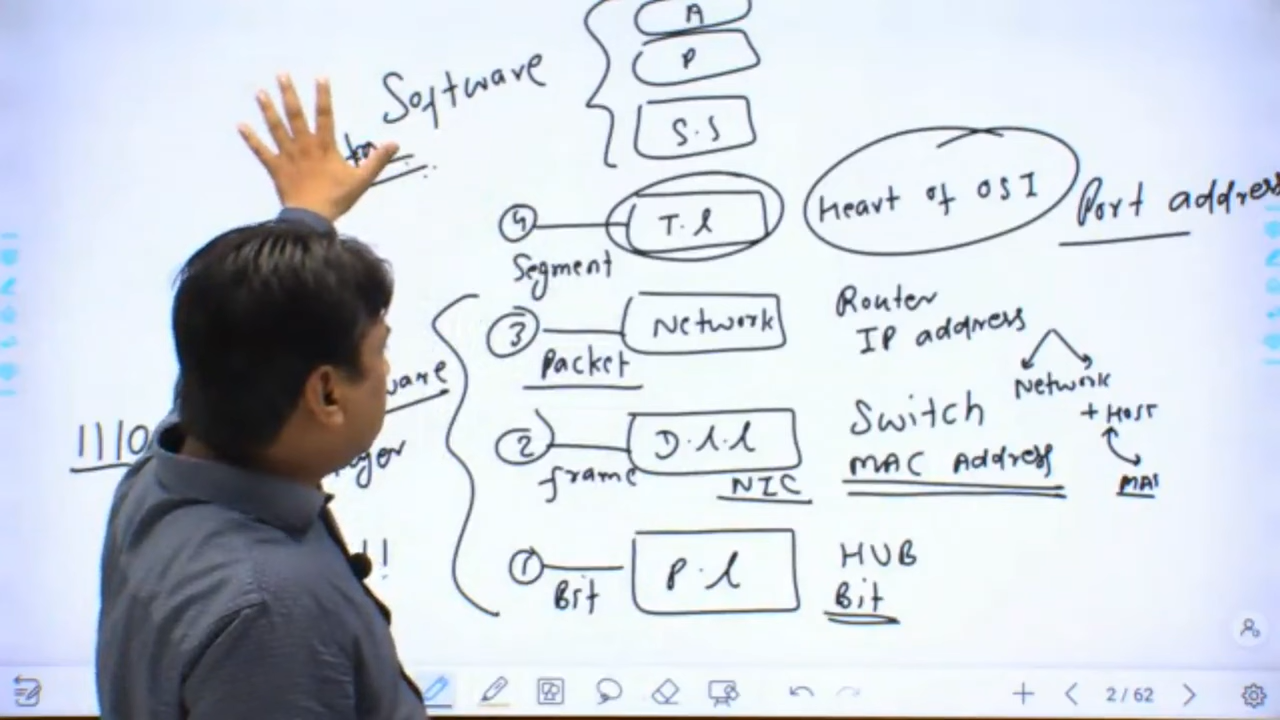 A
Software
P
S.S
4
T.l
Heart of OSI
Port address
Segment
3
Network
Router
IP address
Packet
Network
+ Host
2
D.l.l
Switch
frame
NIC
MAC Address
1110
1
P.l
HUB
Bit
Bit
2 / 62